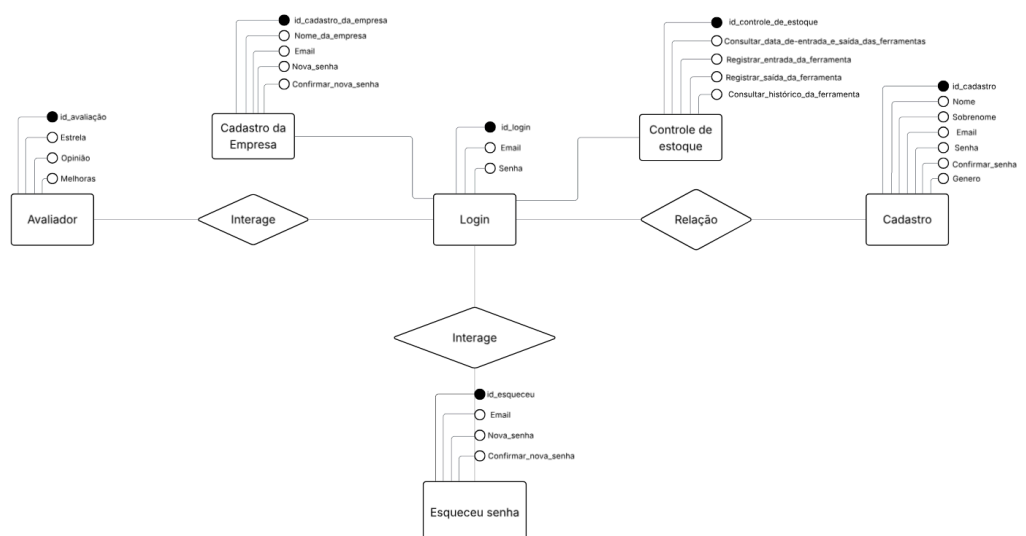 id_cadastro_da_empresa
Nome_da_empresa
Email
Nova_senha
Confirmar_nova_senha
Cadastro da
Empresa
id_controle_de_estoque
Consultar_data_de-entrada_e_saída_das_ferramentas
Registrar_entrada_da_ferramenta
Registrar_saída_da_ferramenta
Consultar_histórico_da_ferramenta
Controle de
estoque
id_cadastro
Nome
Sobrenome
Email
Senha
Confirmar_senha
Genero
Cadastro
id_avaliação
Estrela
Opinião
Melhoras
Avaliador
Interage
id_login
Email
Senha
Login
Relação
Interage
id_esqueceu
Email
Nova_senha
Confirmar_nova_senha
Esqueceu senha